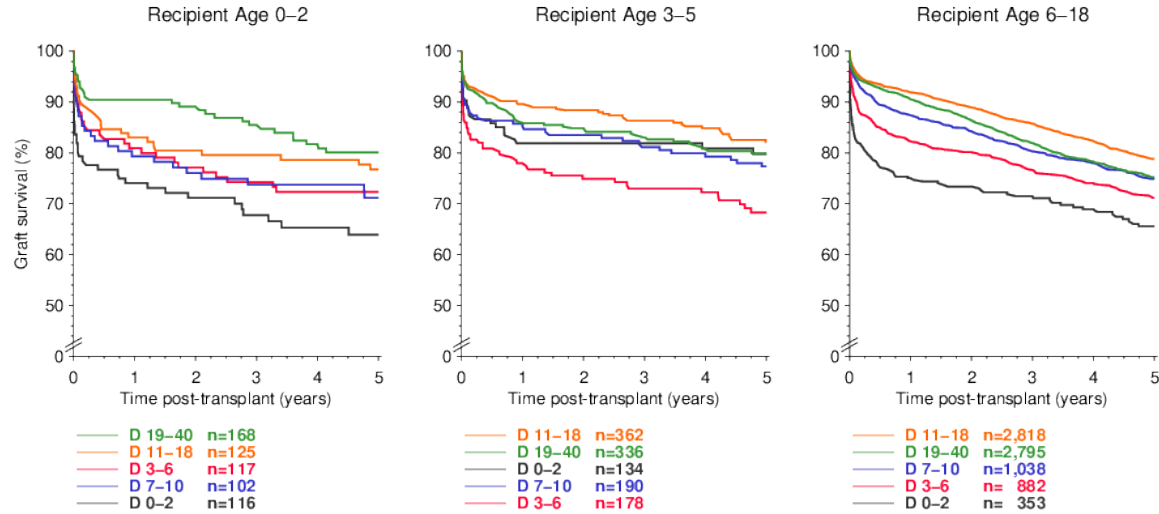 Recipient Age 0–2
Recipient Age 3–5
Recipient Age 6–18
Graft survival (%)
100
90
80
70
60
50
0
0 1 2 3 4 5
Time post-transplant (years)
100
90
80
70
60
50
0
0 1 2 3 4 5
Time post-transplant (years)
100
90
80
70
60
50
0
0 1 2 3 4 5
Time post-transplant (years)
D 19–40 n=168
D 11–18 n=125
D 3–6 n=117
D 7–10 n=102
D 0–2 n=116
D 11–18 n=362
D 19–40 n=336
D 0–2 n=134
D 7–10 n=190
D 3–6 n=178
D 11–18 n=2,818
D 19–40 n=2,795
D 7–10 n=1,038
D 3–6 n= 882
D 0–2 n= 353